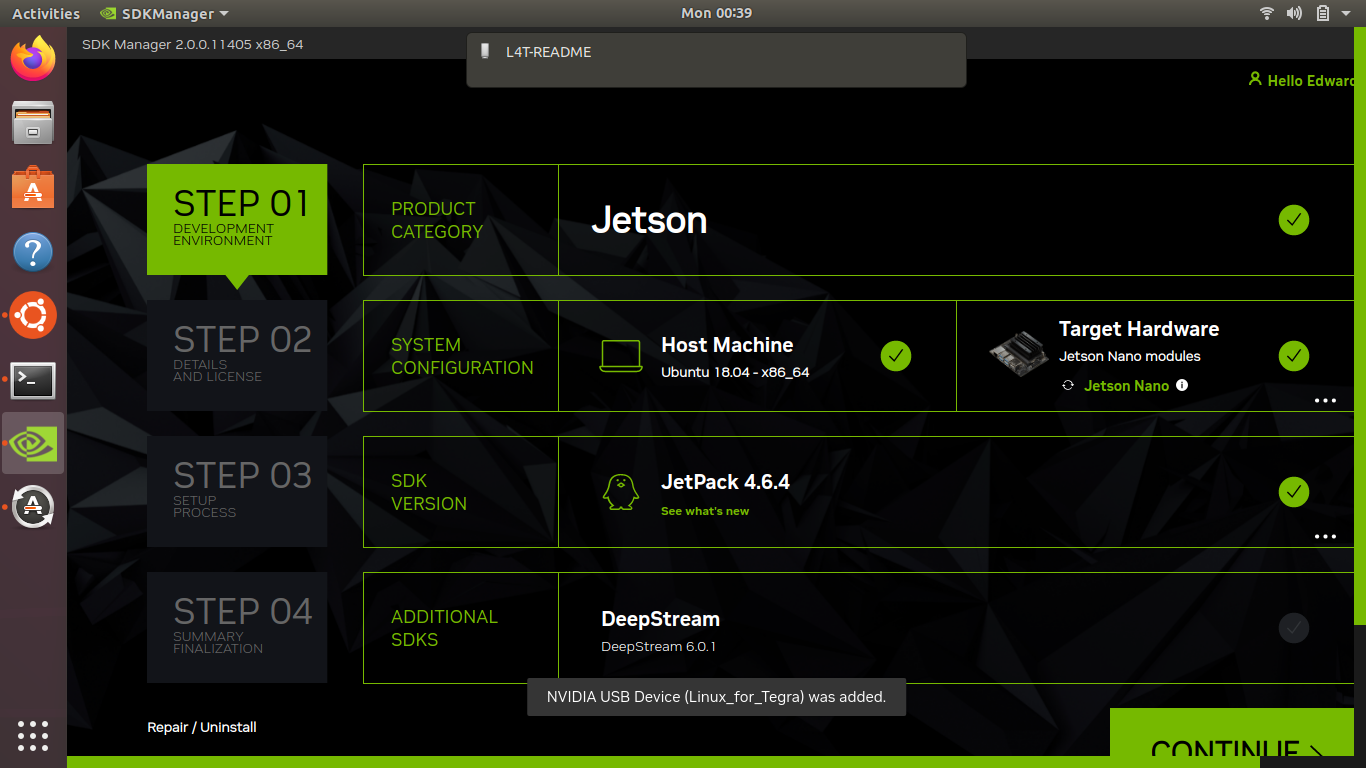 Activities
SDKManager
Mon 00:39
SDK Manager 2.0.0.11405 x86_64
L4T-README
Hello Edward
STEP 01
DEVELOPMENT
ENVIRONMENT
PRODUCT
CATEGORY
Jetson
STEP 02
DETAILS
AND LICENSE
SYSTEM
CONFIGURATION
Host Machine
Ubuntu 18.04 - x86_64
Target Hardware
Jetson Nano modules
Jetson Nano
STEP 03
SETUP
PROCESS
SDK
VERSION
JetPack 4.6.4
See what's new
STEP 04
SUMMARY
FINALIZATION
ADDITIONAL
SDKS
DeepStream
DeepStream 6.0.1
NVIDIA USB Device (Linux_for_Tegra) was added.
Repair / Uninstall
CONTINUE >